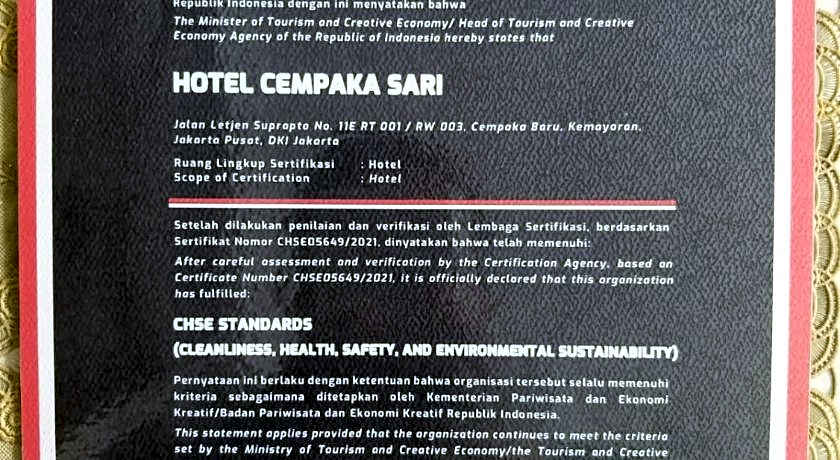 Republik Indonesia dengan ini menyatakan bahwa
The Minister of Tourism and Creative Economy/ Head of Tourism and Creative
Economy Agency of the Republic of Indonesia hereby states that
HOTEL CEMPAKA SARI
Jalan Letjen Suprapto No. 11E RT 001 / RW 003, Cempaka Baru, Kemayoran,
Jakarta Pusat, DKI Jakarta
Ruang Lingkup Sertifikasi : Hotel
Scope of Certification : Hotel
Setelah dilakukan penilaian dan verifikasi oleh Lembaga Sertifikasi, berdasarkan
Sertifikat Nomor CHSE05649/2021, dinyatakan bahwa telah memenuhi:
After careful assessment and verification by the Certification Agency, based on
Certificate Number CHSE05649/2021, it is officially declared that this organization
has fulfilled:
CHSE STANDARDS
(CLEANLINESS, HEALTH, SAFETY, AND ENVIRONMENTAL SUSTAINABILITY)
Pernyataan ini berlaku dengan ketentuan bahwa organisasi tersebut selalu memenuhi
kriteria sebagaimana ditetapkan oleh Kementerian Pariwisata dan Ekonomi
Kreatif/Badan Pariwisata dan Ekonomi Kreatif Republik Indonesia.
This statement applies provided that the organization continues to meet the criteria
set by the Ministry of Tourism and Creative Economy/the Tourism and Creative